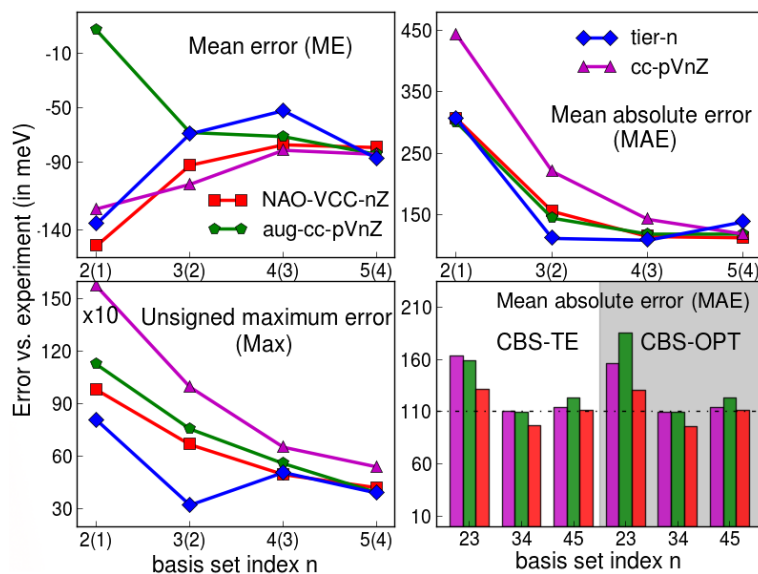 Error vs. experiment (in meV)
-10
-50
-90
-140
Mean error (ME)
NAO-VCC-nZ
aug-cc-pVnZ
2(1) 3(2) 4(3) 5(4)
450
350
250
150
tier-n
cc-pVnZ
Mean absolute error
(MAE)
2(1) 3(2) 4(3) 5(4)
150
120
90
60
30
x10
Unsigned maximum error
(Max)
2(1) 3(2) 4(3) 5(4)
basis set index n
210
160
110
60
10
Mean absolute error (MAE)
CBS-TE CBS-OPT
23 34 45 23 34 45
basis set index n